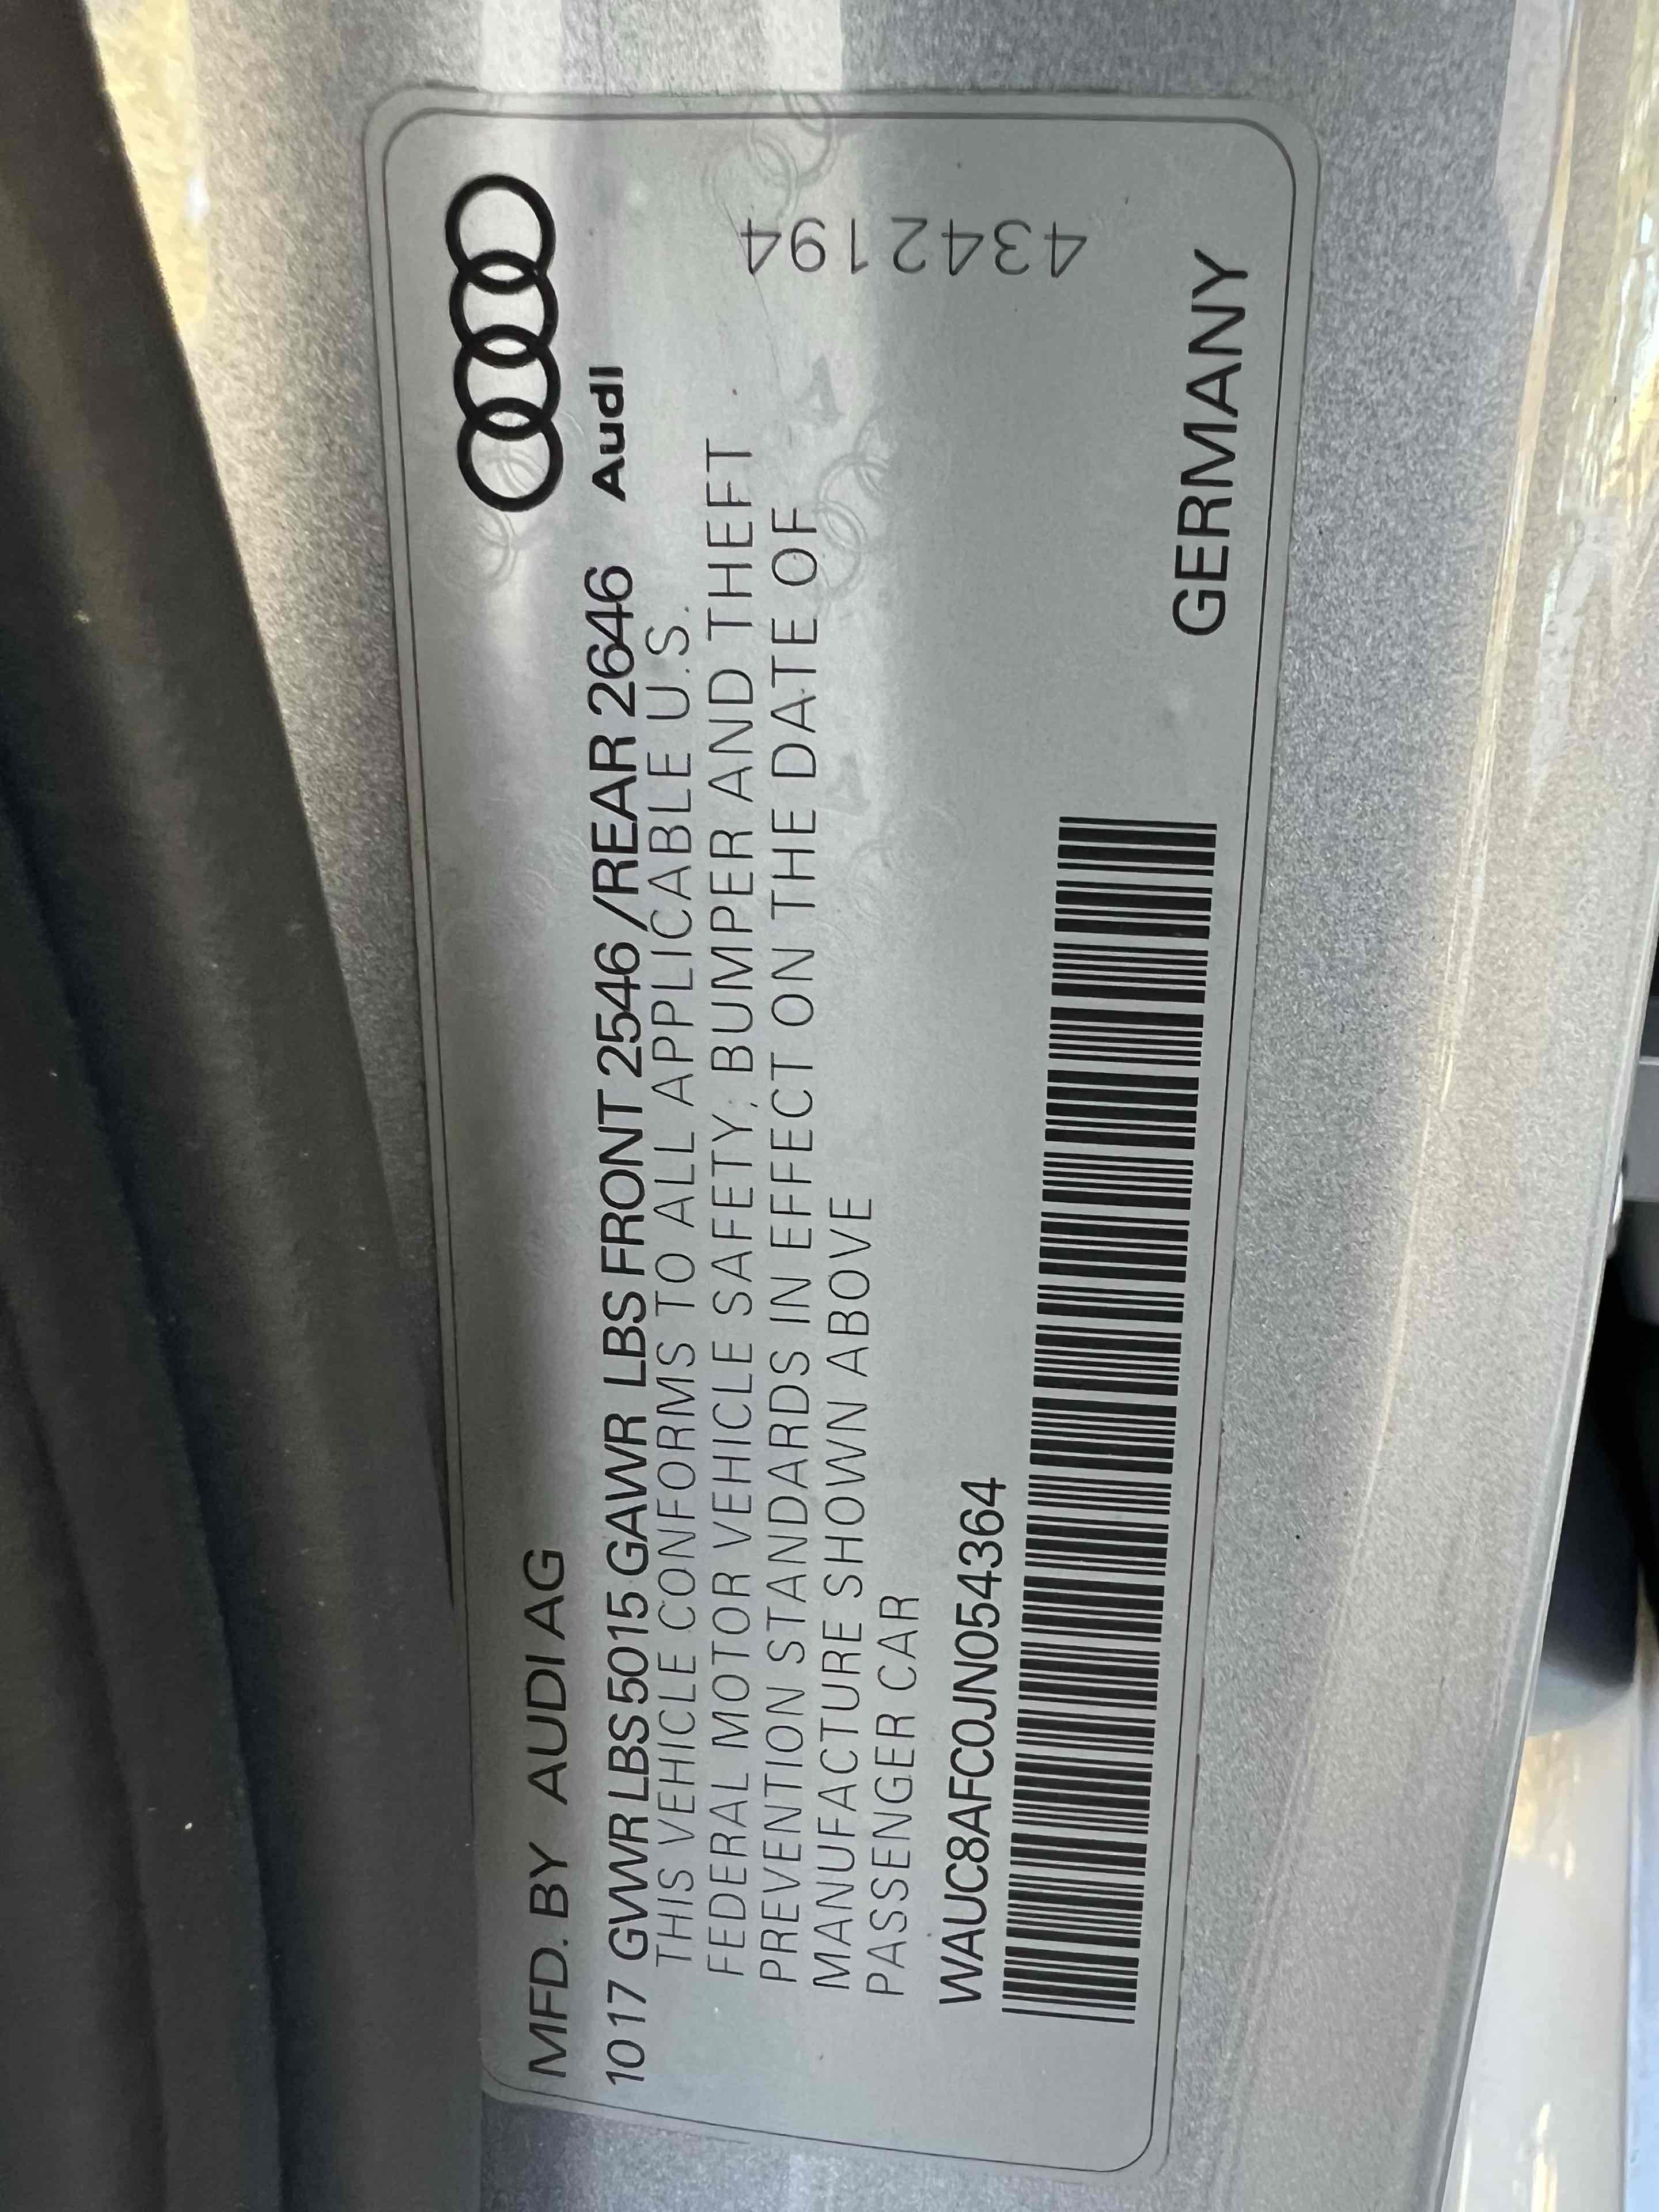 MFD. BY AUDI AG
Audi
10 17 GVWR LBS 5015 GAWR LBS FRONT 2546 /REAR 2646
THIS VEHICLE CONFORMS TO ALL APPLICABLE U.S.
FEDERAL MOTOR VEHICLE SAFETY, BUMPER AND THEFT
PREVENTION STANDARDS IN EFFECT ON THE DATE OF
MANUFACTURE SHOWN ABOVE
PASSENGER CAR
4342194
WAUC8AFC0JN054364
GERMANY